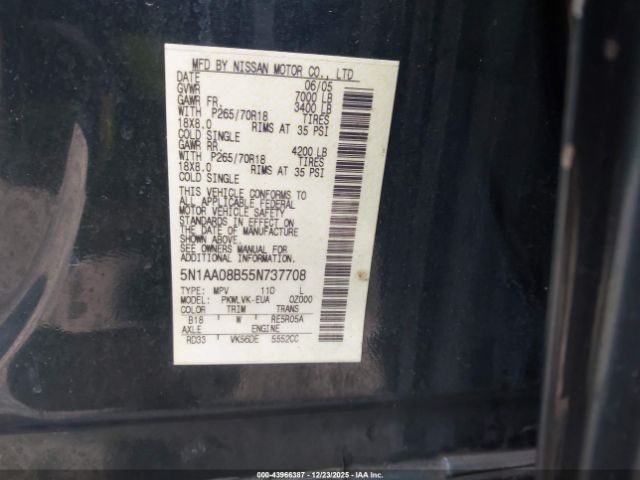 MFD BY NISSAN MOTOR CO., LTD
DATE 06/05
GVWR 7000 LB
GAWR FR. 3400 LB
WITH P265/70R18 TIRES
18X8.0 RIMS AT 35 PSI
COLD SINGLE
GAWR RR. 4200 LB
WITH P265/70R18 TIRES
18X8.0 RIMS AT 35 PSI
COLD SINGLE
THIS VEHICLE CONFORMS TO
ALL APPLICABLE FEDERAL
MOTOR VEHICLE SAFETY
STANDARDS IN EFFECT ON
THE DATE OF MANUFACTURE
SHOWN ABOVE.
SEE OWNERS MANUAL FOR
ADDITIONAL INFORMATION.
5N1AA08B55N737708
TYPE: MPV 110 L
MODEL: PKWLVK-EUA QZ000
COLOR TRIM TRANS
B18 W RE5R05A
AXLE ENGINE
RD33 VK56DE 5552CC
© 43966387 - 12/23/2025 - IAA Inc.